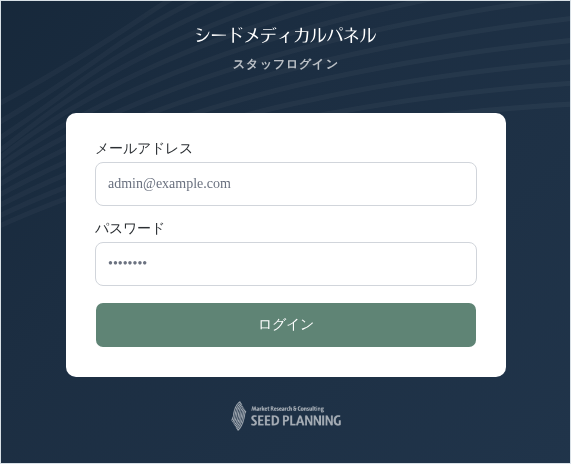 シードメディカルパネル
スタッフログイン
メールアドレス
admin@example.com
パスワード
••••••••
ログイン
Market Research & Consulting
SEED PLANNING